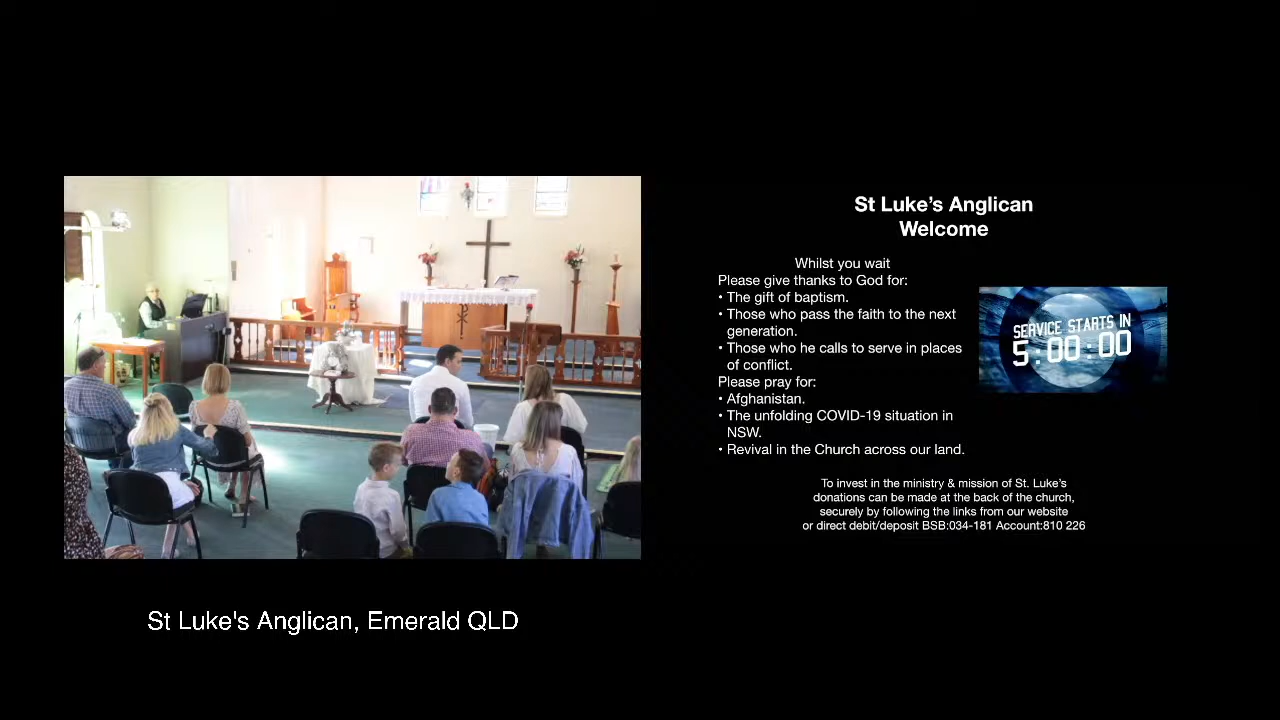 St Luke’s Anglican
Welcome
Whilst you wait
Please give thanks to God for:
• The gift of baptism.
• Those who pass the faith to the next
generation.
• Those who he calls to serve in places
of conflict.
Please pray for:
• Afghanistan.
• The unfolding COVID-19 situation in
NSW.
• Revival in the Church across our land.
SERVICE STARTS IN
5:00:00
To invest in the ministry & mission of St. Luke’s
donations can be made at the back of the church,
securely by following the links from our website
or direct debit/deposit BSB:034-181 Account:810 226
St Luke's Anglican, Emerald QLD